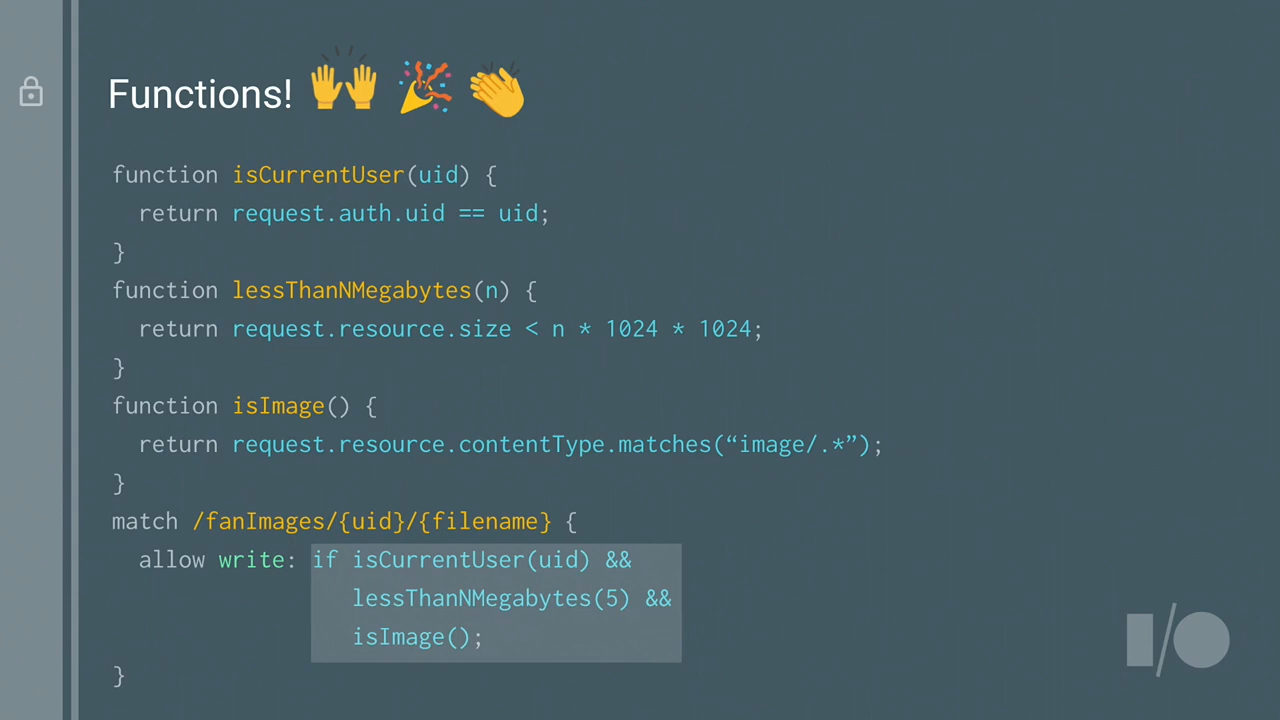 Functions! 🙌 🎉 👏
function isCurrentUser(uid) {
  return request.auth.uid == uid;
}
function lessThanNMegabytes(n) {
  return request.resource.size < n * 1024 * 1024;
}
function isImage() {
  return request.resource.contentType.matches(“image/.*”);
}
match /fanImages/{uid}/{filename} {
  allow write: if isCurrentUser(uid) &&
                  lessThanNMegabytes(5) &&
                  isImage();
}
I/O